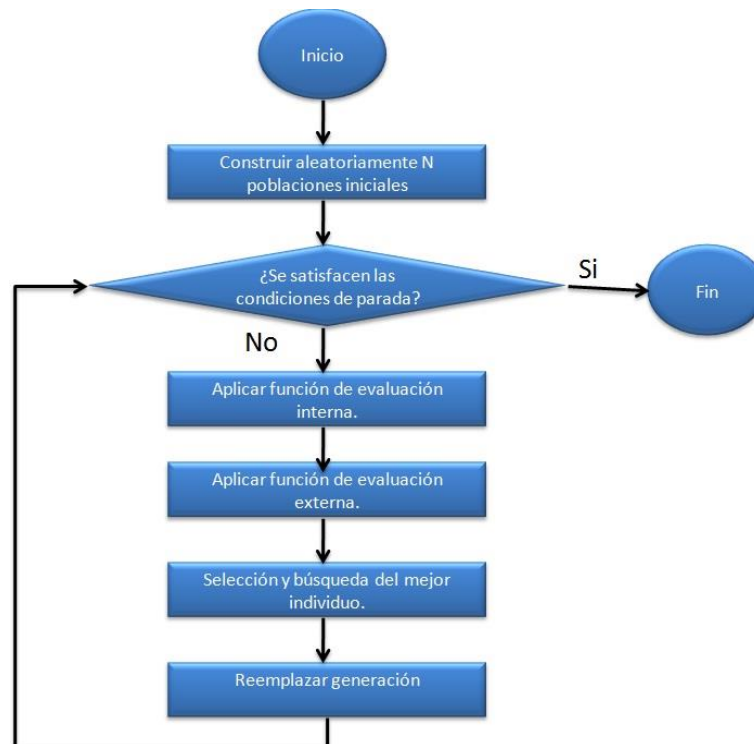 Inicio
Construir aleatoriamente N
poblaciones iniciales
¿Se satisfacen las
condiciones de parada?
Si
Fin
No
Aplicar función de evaluación
interna.
Aplicar función de evaluación
externa.
Selección y búsqueda del mejor
individuo.
Reemplazar generación